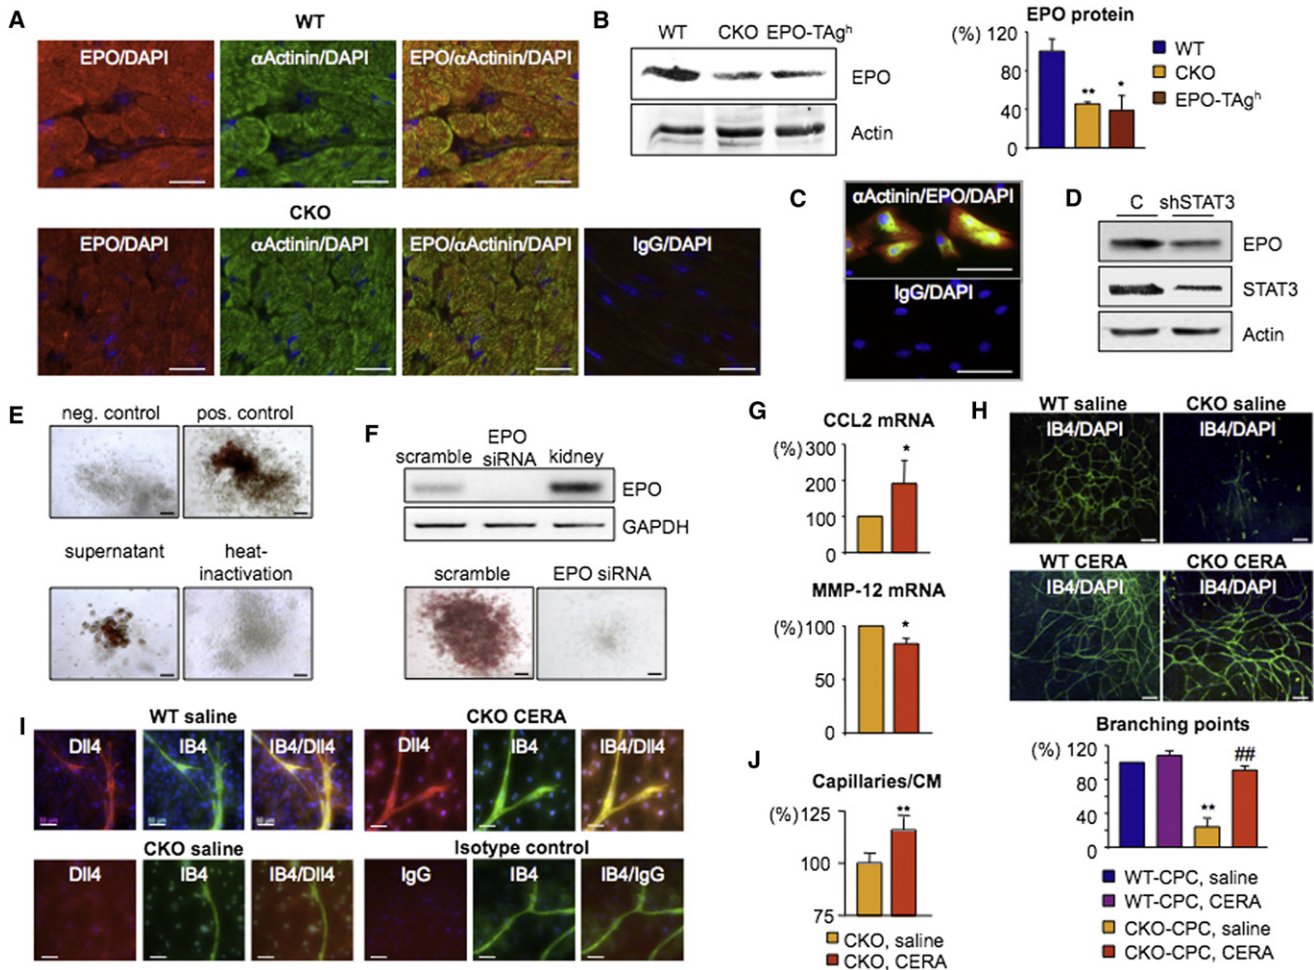 A
WT
EPO/DAPI
αActinin/DAPI
EPO/αActinin/DAPI
CKO
EPO/DAPI
αActinin/DAPI
EPO/αActinin/DAPI
IgG/DAPI
B
WT CKO EPO-TAgʰ
EPO
Actin
EPO protein
(%)
120
80
40
0
**
*
WT
CKO
EPO-TAgʰ
C
αActinin/EPO/DAPI
IgG/DAPI
D
C shSTAT3
EPO
STAT3
Actin
E
neg. control
pos. control
supernatant
heat-
inactivation
F
scramble
EPO
siRNA
kidney
EPO
GAPDH
scramble
EPO siRNA
G
CCL2 mRNA
(%)
300
200
100
0
*
MMP-12 mRNA
(%)
100
50
0
*
H
WT saline
IB4/DAPI
CKO saline
IB4/DAPI
WT CERA
IB4/DAPI
CKO CERA
IB4/DAPI
Branching points
(%)
120
80
40
0
**
##
WT-CPC, saline
WT-CPC, CERA
CKO-CPC, saline
CKO-CPC, CERA
I
WT saline
Dll4
IB4
IB4/Dll4
CKO CERA
Dll4
IB4
IB4/Dll4
CKO saline
Dll4
IB4
IB4/Dll4
Isotype control
IgG
IB4
IB4/IgG
J
Capillaries/CM
(%)
125
100
75
**
CKO, saline
CKO, CERA